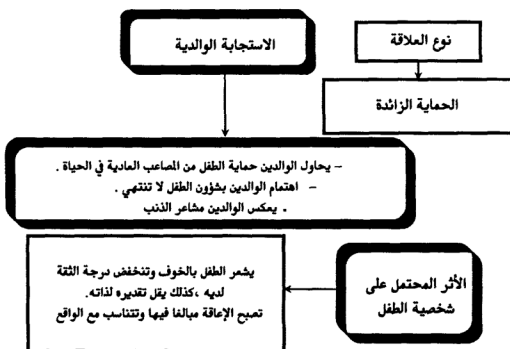 نوع العلاقة
الاستجابة الوالدية
الحماية الزائدة
– يحاول الوالدين حماية الطفل من المصاعب العادية في الحياة .
– اهتمام الوالدين بشؤون الطفل لا تنتهي .
. يعكس الوالدين مشاعر الذنب
الأثر المحتمل على
شخصية الطفل
يشعر الطفل بالخوف وتنخفض درجة الثقة
لديه ،كذلك يقل تقديره لذاته.
تصبح الإعاقة مبالغا فيها وتتناسب مع الواقع